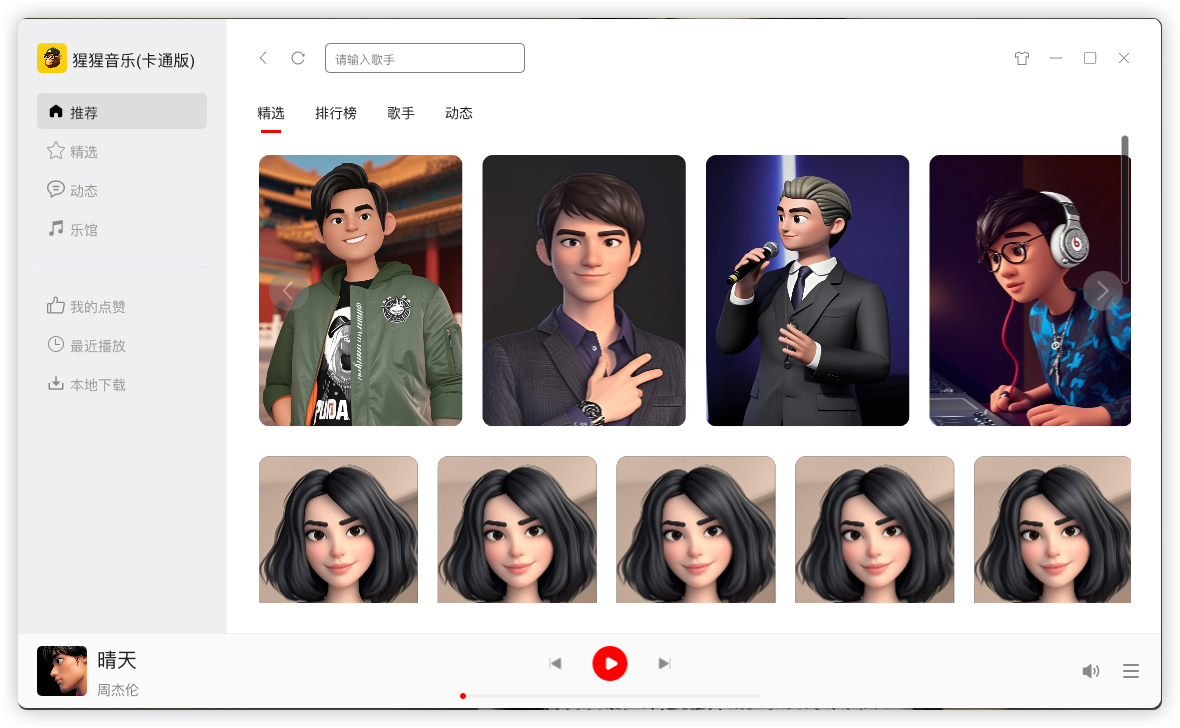 猩猩音乐(卡通版)
请输入歌手
推荐
精选
动态
乐馆
我的点赞
最近播放
本地下载
精选
排行榜
歌手
动态
晴天
周杰伦